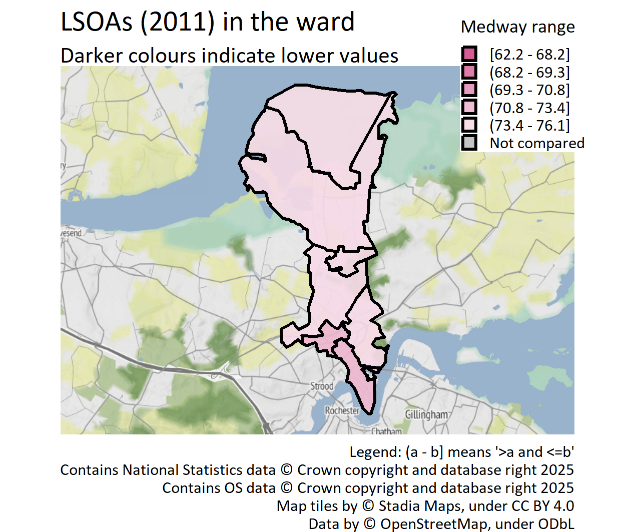 LSOAs (2011) in the ward
Darker colours indicate lower values
Medway range
[62.2 - 68.2]
(68.2 - 69.3]
(69.3 - 70.8]
(70.8 - 73.4]
(73.4 - 76.1]
Not compared
ry
vesend
Strood
Rochester
Gillingham
Chatham
Legend: (a - b] means '>a and <=b'
Contains National Statistics data © Crown copyright and database right 2025
Contains OS data © Crown copyright and database right 2025
Map tiles by © Stadia Maps, under CC BY 4.0
Data by © OpenStreetMap, under ODbL